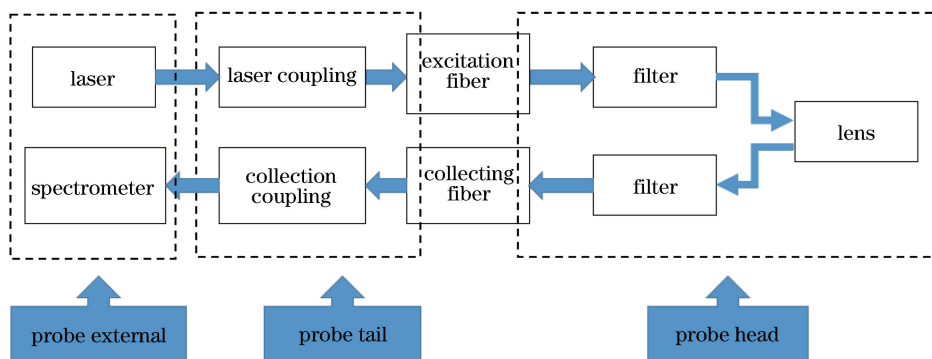 laser
laser coupling
excitation
fiber
filter
lens
spectrometer
collection
coupling
collecting
fiber
filter
probe external
probe tail
probe head